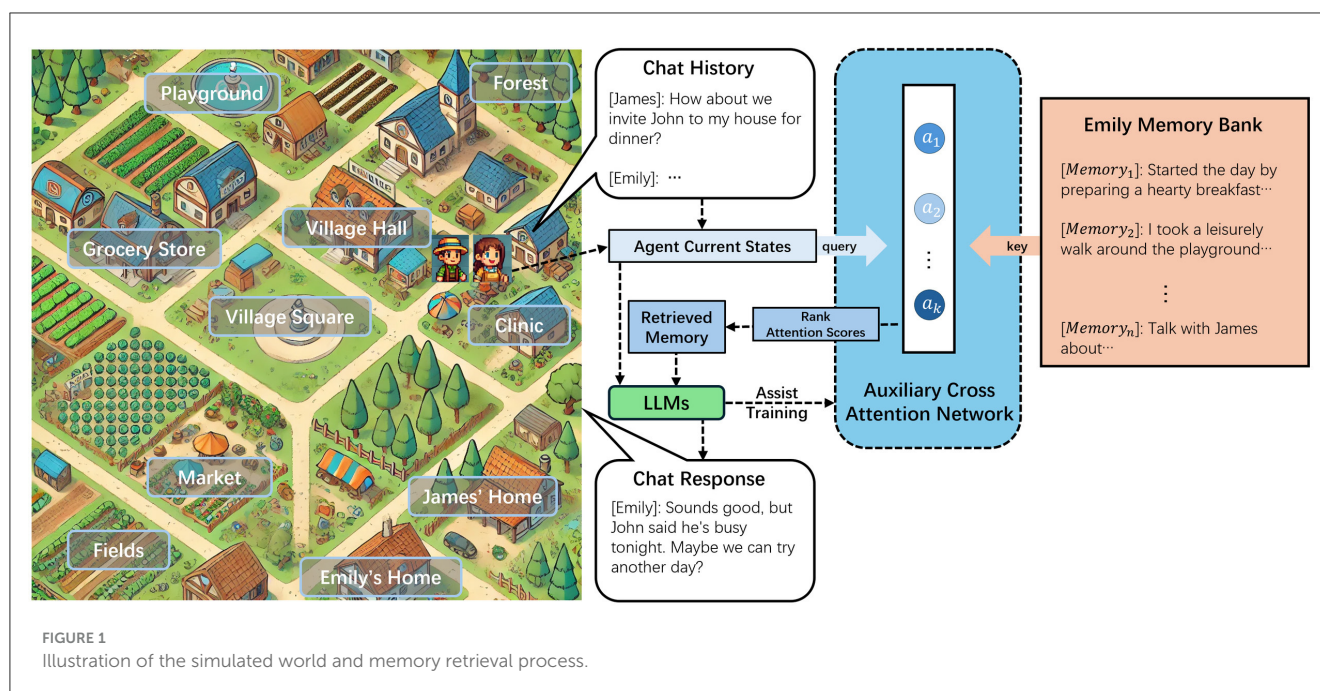 Playground
Forest
Grocery Store
Village Hall
Village Square
Clinic
Market
James' Home
Fields
Emily's Home
Chat History
[James]: How about we
invite John to my house for
dinner?
[Emily]: ⋯
Agent Current States
query
Retrieved
Memory
Rank
Attention Scores
LLMs
Assist
Training
Chat Response
[Emily]: Sounds good, but
John said he's busy
tonight. Maybe we can try
another day?
a1
a2
⋮
ak
Auxiliary Cross
Attention Network
key
Emily Memory Bank
[Memory1]: Started the day by
preparing a hearty breakfast⋯
[Memory2]: I took a leisurely
walk around the playground⋯
⋮
[Memoryn]: Talk with James
about⋯
FIGURE 1
Illustration of the simulated world and memory retrieval process.